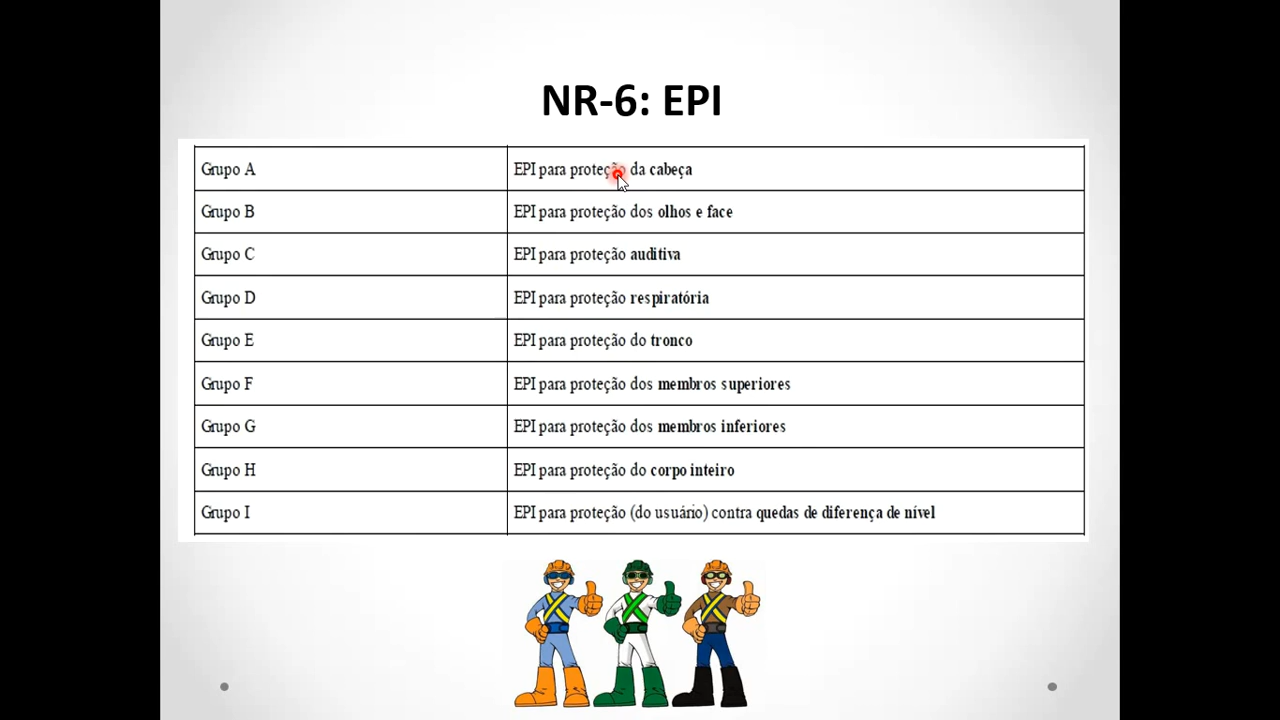 NR-6: EPI
Grupo A EPI para proteção da cabeça
Grupo B EPI para proteção dos olhos e face
Grupo C EPI para proteção auditiva
Grupo D EPI para proteção respiratória
Grupo E EPI para proteção do tronco
Grupo F EPI para proteção dos membros superiores
Grupo G EPI para proteção dos membros inferiores
Grupo H EPI para proteção do corpo inteiro
Grupo I EPI para proteção (do usuário) contra quedas de diferença de nível